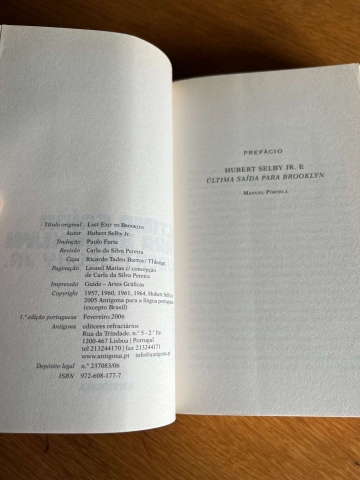 Título original Last Exit to Brooklyn
Autor Hubert Selby Jr.
Tradução Paulo Faria
Revisão Carla da Silva Pereira
Capa Ricardo Tadeu Barros
Paginação Leonel Matias (l concepção
de Carla da Silva Pereira
Impressão Guide – Artes Gráficas
Copyright 1957, 1960, 1961, 1964, Hubert Selby
2005 Antígona para a língua portuguesa
(excepto Brasil)
1.ª edição portuguesa Fevereiro 2006
Antígona editores refractários
Rua da Trindade, n.º 5 - 2.º
1200-467 Lisboa | Portugal
tel 213244170 | fax 213244171
www.antigona.pt info@antigona.pt
Depósito legal n.º 237083/06
ISBN 972-608-177-7
PREFÁCIO
HUBERT SELBY JR. E
ÚLTIMA SAÍDA PARA BROOKLYN
Manuel Portela